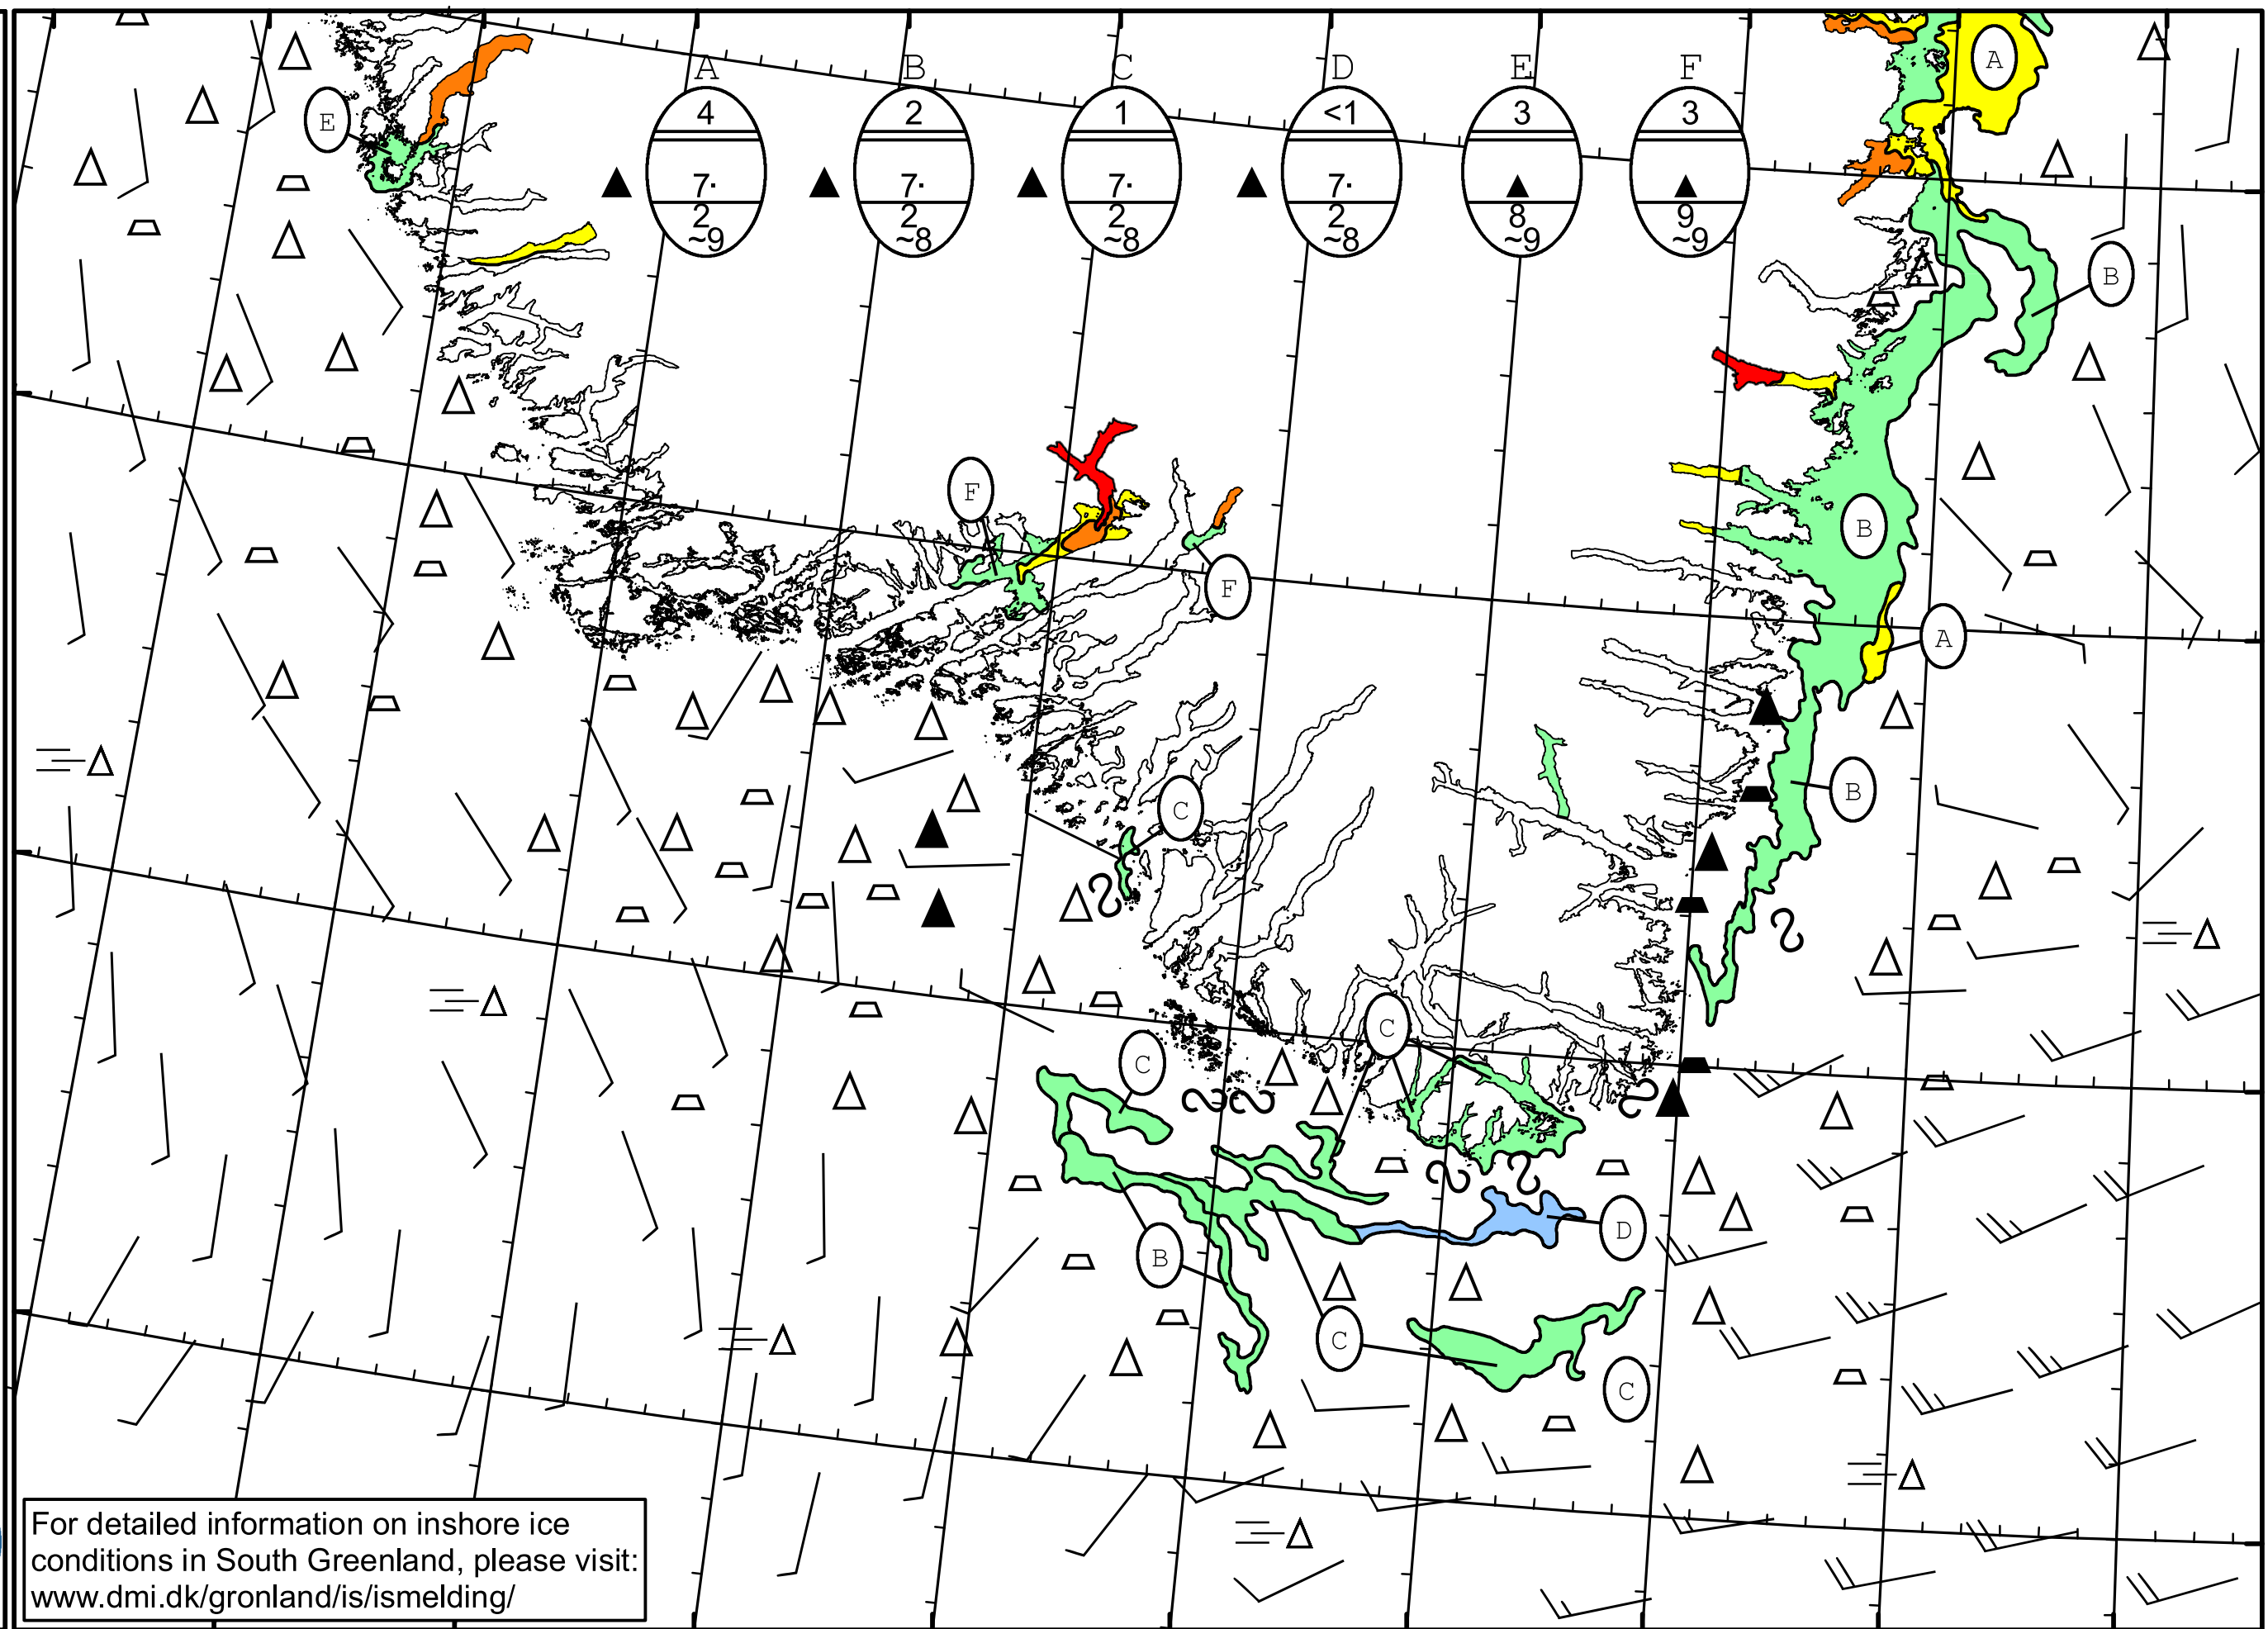 A B C D E F
4 2 1 <1 3 3
7· 7· 7· 7·
2 2 2 2 8 9
~9 ~8 ~8 ~8 ~9 ~9
A
E
B
F
B
F
A
B
C
C
C
D
B
C
C
For detailed information on inshore ice
conditions in South Greenland, please visit:
www.dmi.dk/gronland/is/ismelding/